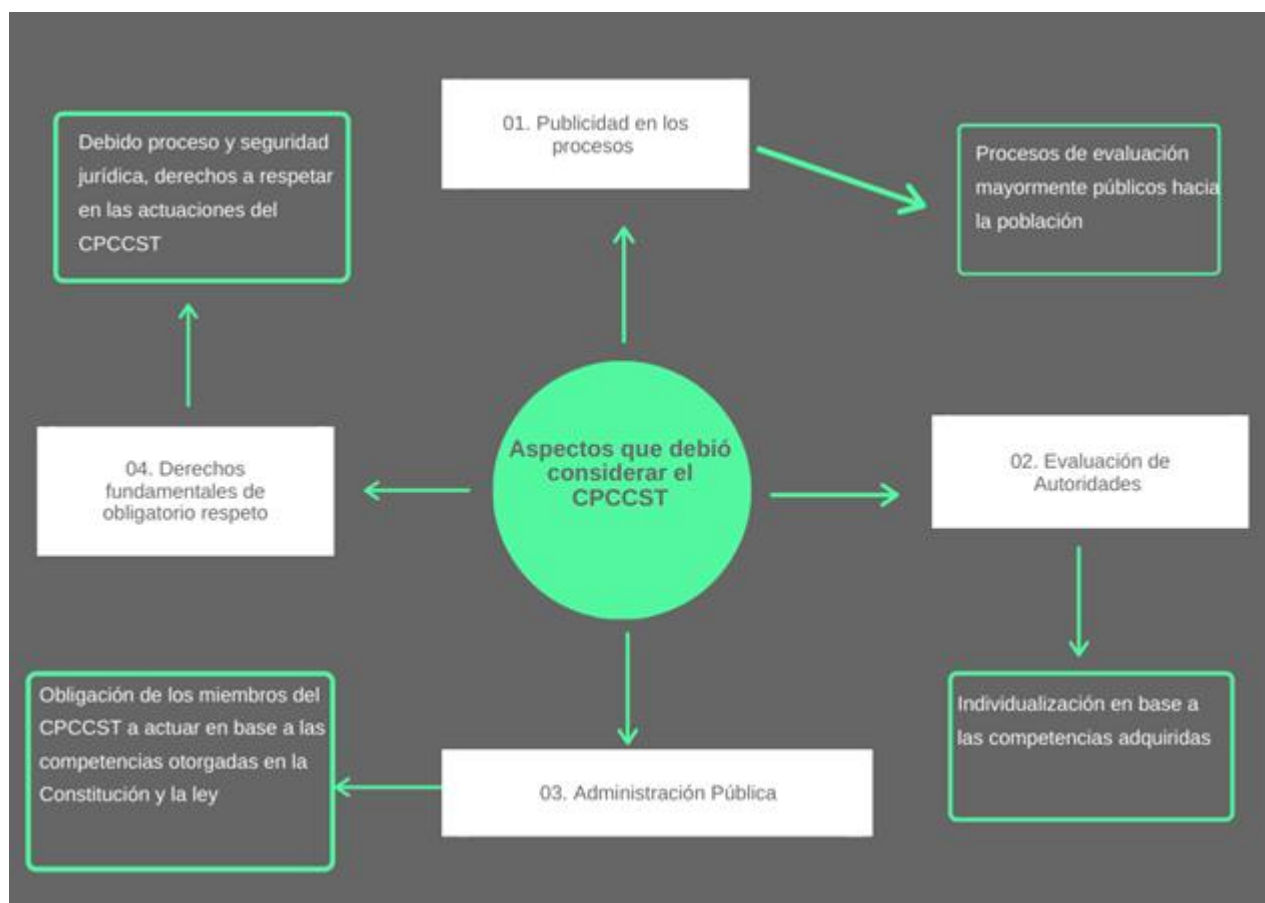 01. Publicidad en los
procesos
Procesos de evaluación
mayormente públicos hacia
la población
Debido proceso y seguridad
jurídica, derechos a respetar
en las actuaciones del
CPCCST
Aspectos que debió
considerar el
CPCCST
02. Evaluación de
Autoridades
Individualización en base a
las competencias adquiridas
04. Derechos
fundamentales de
obligatorio respeto
03. Administración Pública
Obligación de los miembros del
CPCCST a actuar en base a las
competencias otorgadas en la
Constitución y la ley